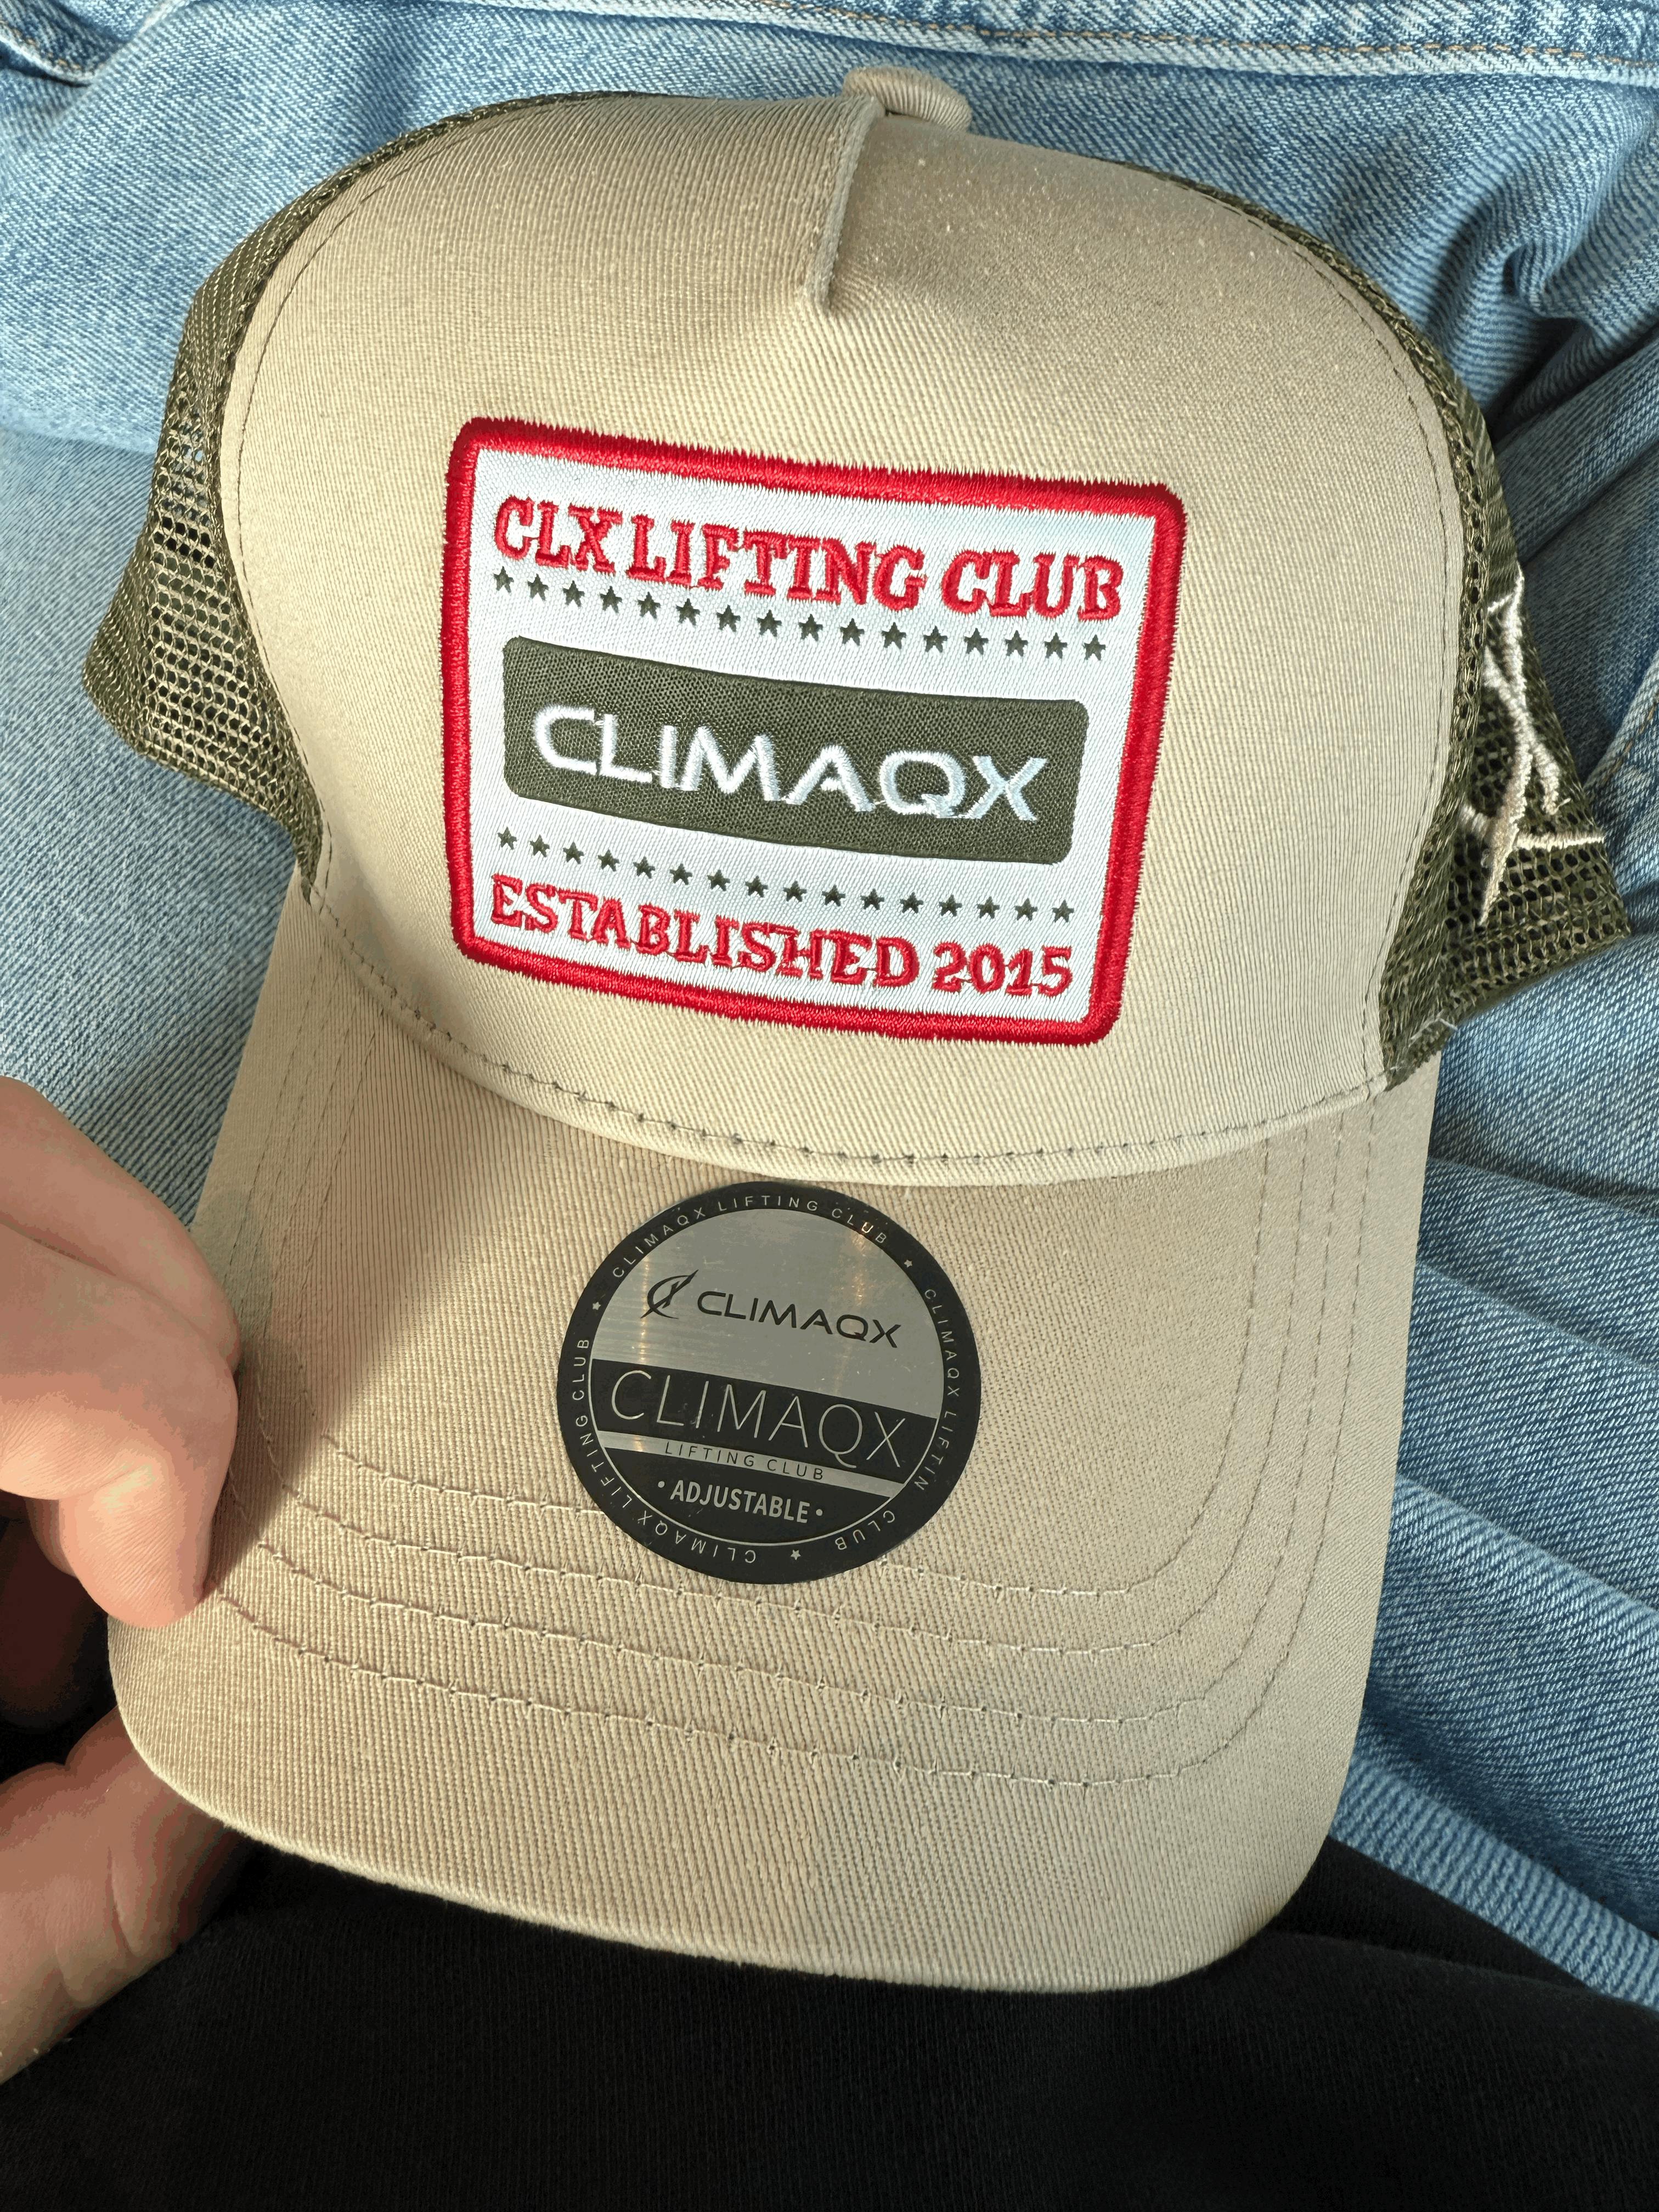 CLX LIFTING CLUB
CLIMAQX
ESTABLISHED 2015
CLIMAQX LIFTING CLUB
CLIMAQX LIFTIN CLUB
CLIMAQX LIFTING CLUB
CLIMAQX
CLIMAQX
LIFTING CLUB
• ADJUSTABLE •